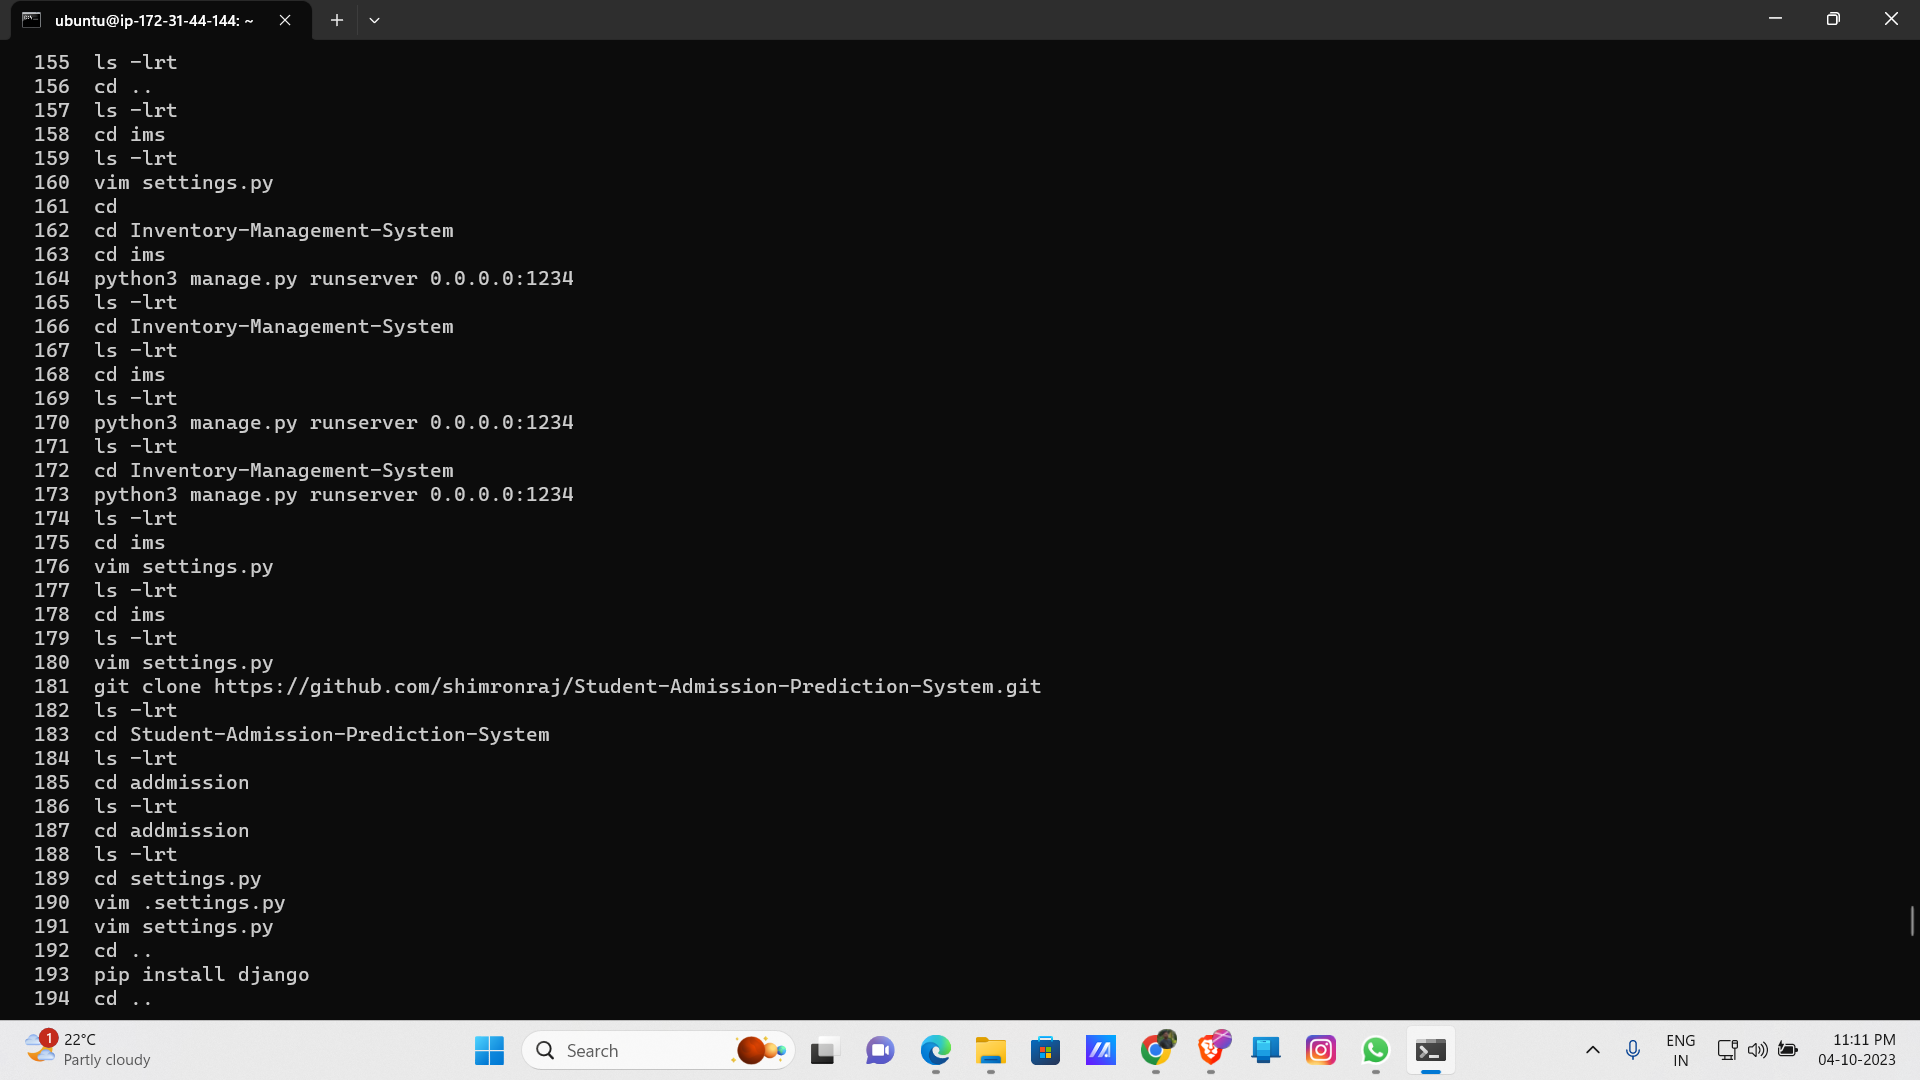 ubuntu@ip-172-31-44-144: ~
155 ls -lrt
156 cd ..
157 ls -lrt
158 cd ims
159 ls -lrt
160 vim settings.py
161 cd
162 cd Inventory-Management-System
163 cd ims
164 python3 manage.py runserver 0.0.0.0:1234
165 ls -lrt
166 cd Inventory-Management-System
167 ls -lrt
168 cd ims
169 ls -lrt
170 python3 manage.py runserver 0.0.0.0:1234
171 ls -lrt
172 cd Inventory-Management-System
173 python3 manage.py runserver 0.0.0.0:1234
174 ls -lrt
175 cd ims
176 vim settings.py
177 ls -lrt
178 cd ims
179 ls -lrt
180 vim settings.py
181 git clone https://github.com/shimronraj/Student-Admission-Prediction-System.git
182 ls -lrt
183 cd Student-Admission-Prediction-System
184 ls -lrt
185 cd addmission
186 ls -lrt
187 cd addmission
188 ls -lrt
189 cd settings.py
190 vim .settings.py
191 vim settings.py
192 cd ..
193 pip install django
194 cd ..
1
22°C
Partly cloudy
Search
ENG
IN
11:11 PM
04-10-2023